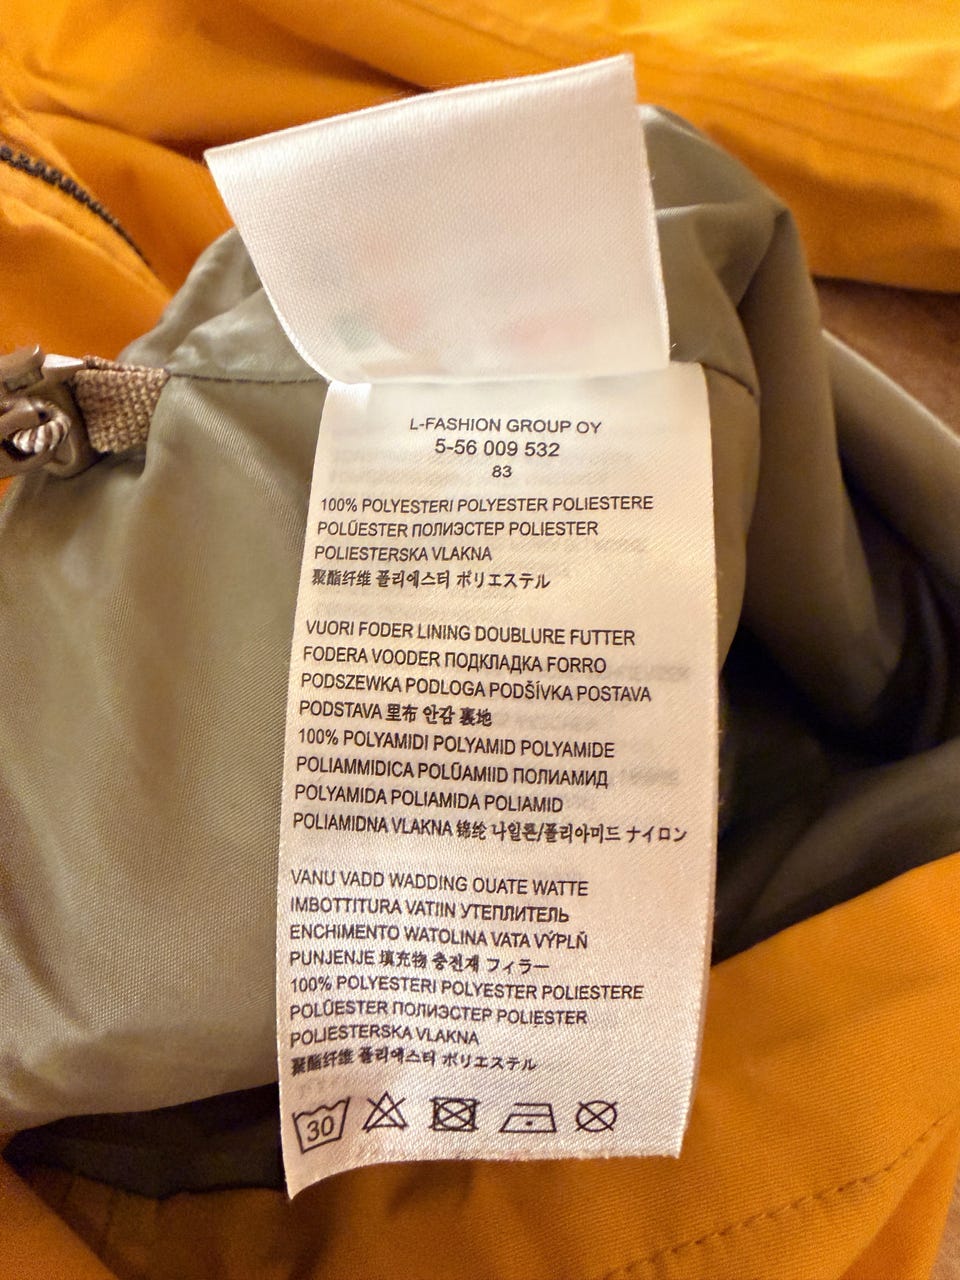 L-FASHION GROUP OY
5-56 009 532
83
100% POLYESTERI POLYESTER POLIESTERE
POLÜESTER ПОЛИЭСТЕР POLIESTER
POLIESTERSKA VLAKNA
聚酯纤维 폴리에스터 ポリエステル
VUORI FODER LINING DOUBLURE FUTTER
FODERA VOODER ПОДКЛАДКА FORRO
PODSZEWKA PODLOGA PODŠÍVKA POSTAVA
PODSTAVA 里布 안감 裏地
100% POLYAMIDI POLYAMID POLYAMIDE
POLIAMMIDICA POLÜAMIID ПОЛИАМИД
POLYAMIDA POLIAMIDA POLIAMID
POLIAMIDNA VLAKNA 锦纶 나일론/폴리아미드 ナイロン
VANU VADD WADDING OUATE WATTE
IMBOTTITURA VATIIN УТЕПЛИТЕЛЬ
ENCHIMENTO WATOLINA VATA VÝPLŇ
PUNJENJE 填充物 충전재 フィラー
100% POLYESTERI POLYESTER POLIESTERE
POLÜESTER ПОЛИЭСТЕР POLIESTER
POLIESTERSKA VLAKNA
聚酯纤维 폴리에스터 ポリエステル
30